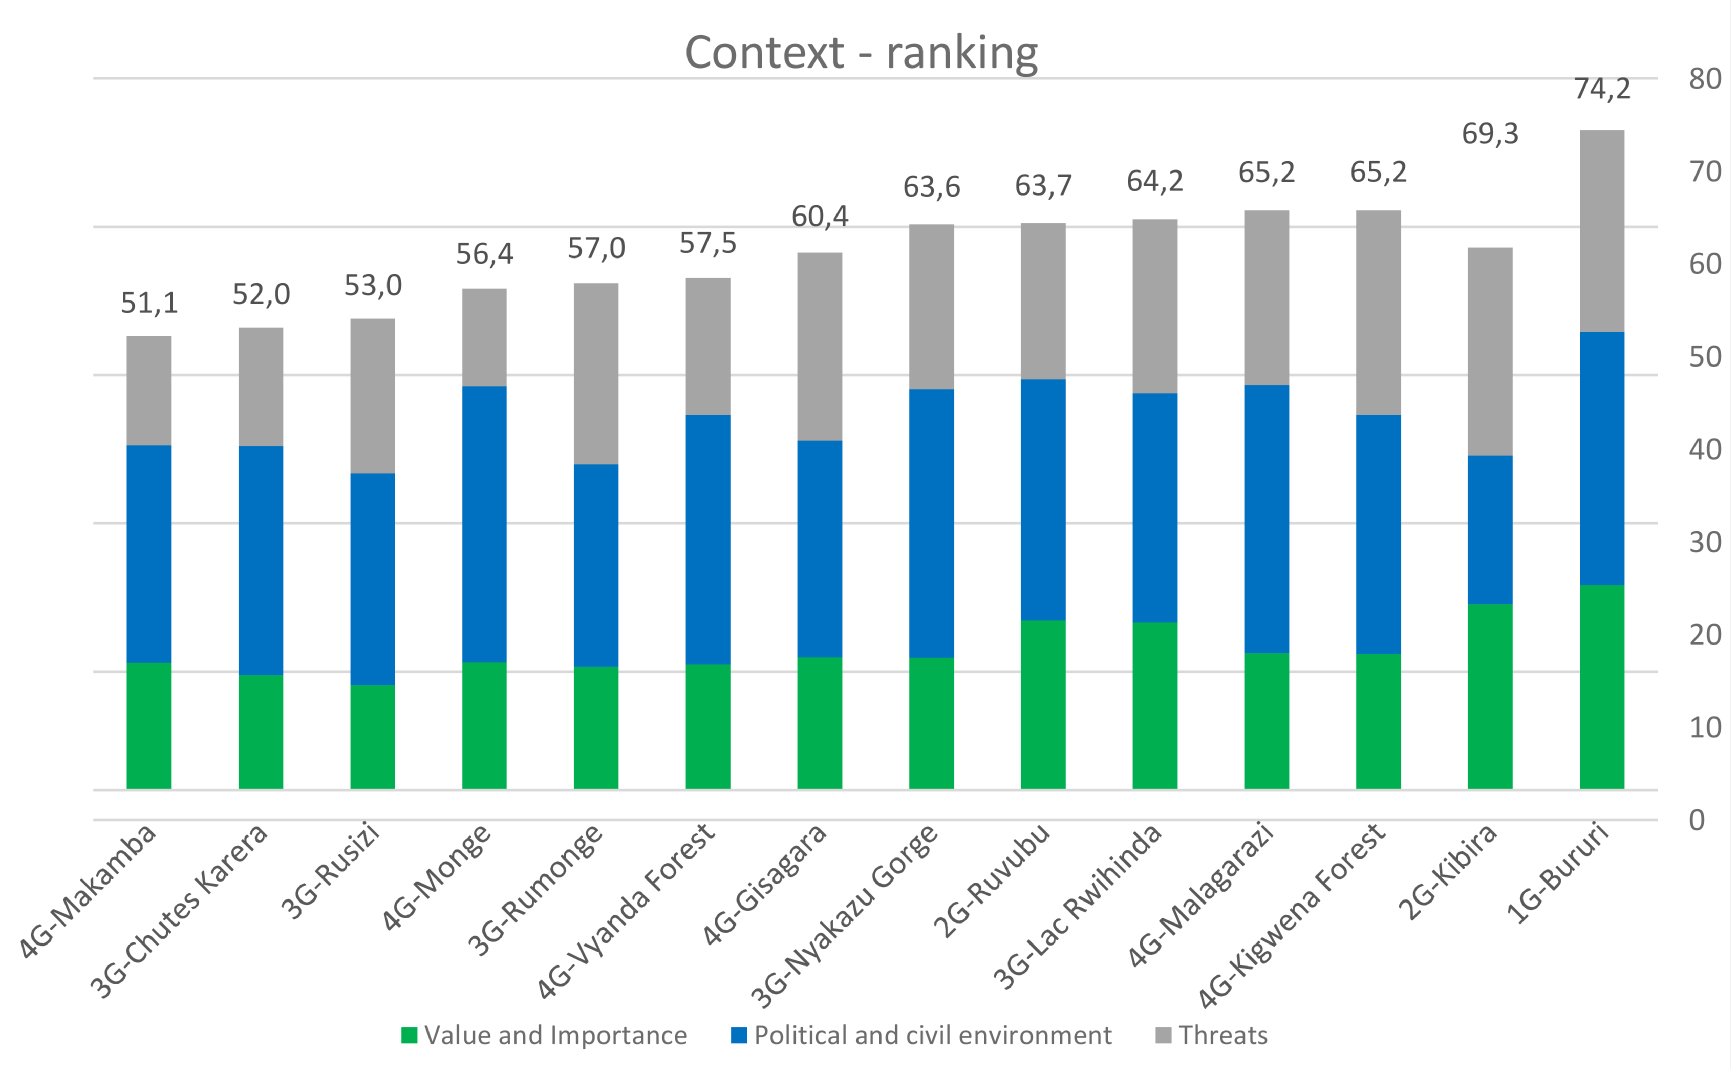 Context - ranking
80
70
60
50
40
30
20
10
0
51,1
52,0
53,0
56,4
57,0
57,5
60,4
63,6
63,7
64,2
65,2
65,2
69,3
74,2
4G-Makamba
3G-Chutes Karera
3G-Rusizi
4G-Monge
3G-Rumonge
4G-Vyanda Forest
4G-Gisagara
3G-Nyakazu Gorge
2G-Ruvubu
3G-Lac Rwihinda
4G-Malagarazi
4G-Kigwena Forest
2G-Kibira
1G-Bururi
Value and Importance
Political and civil environment
Threats